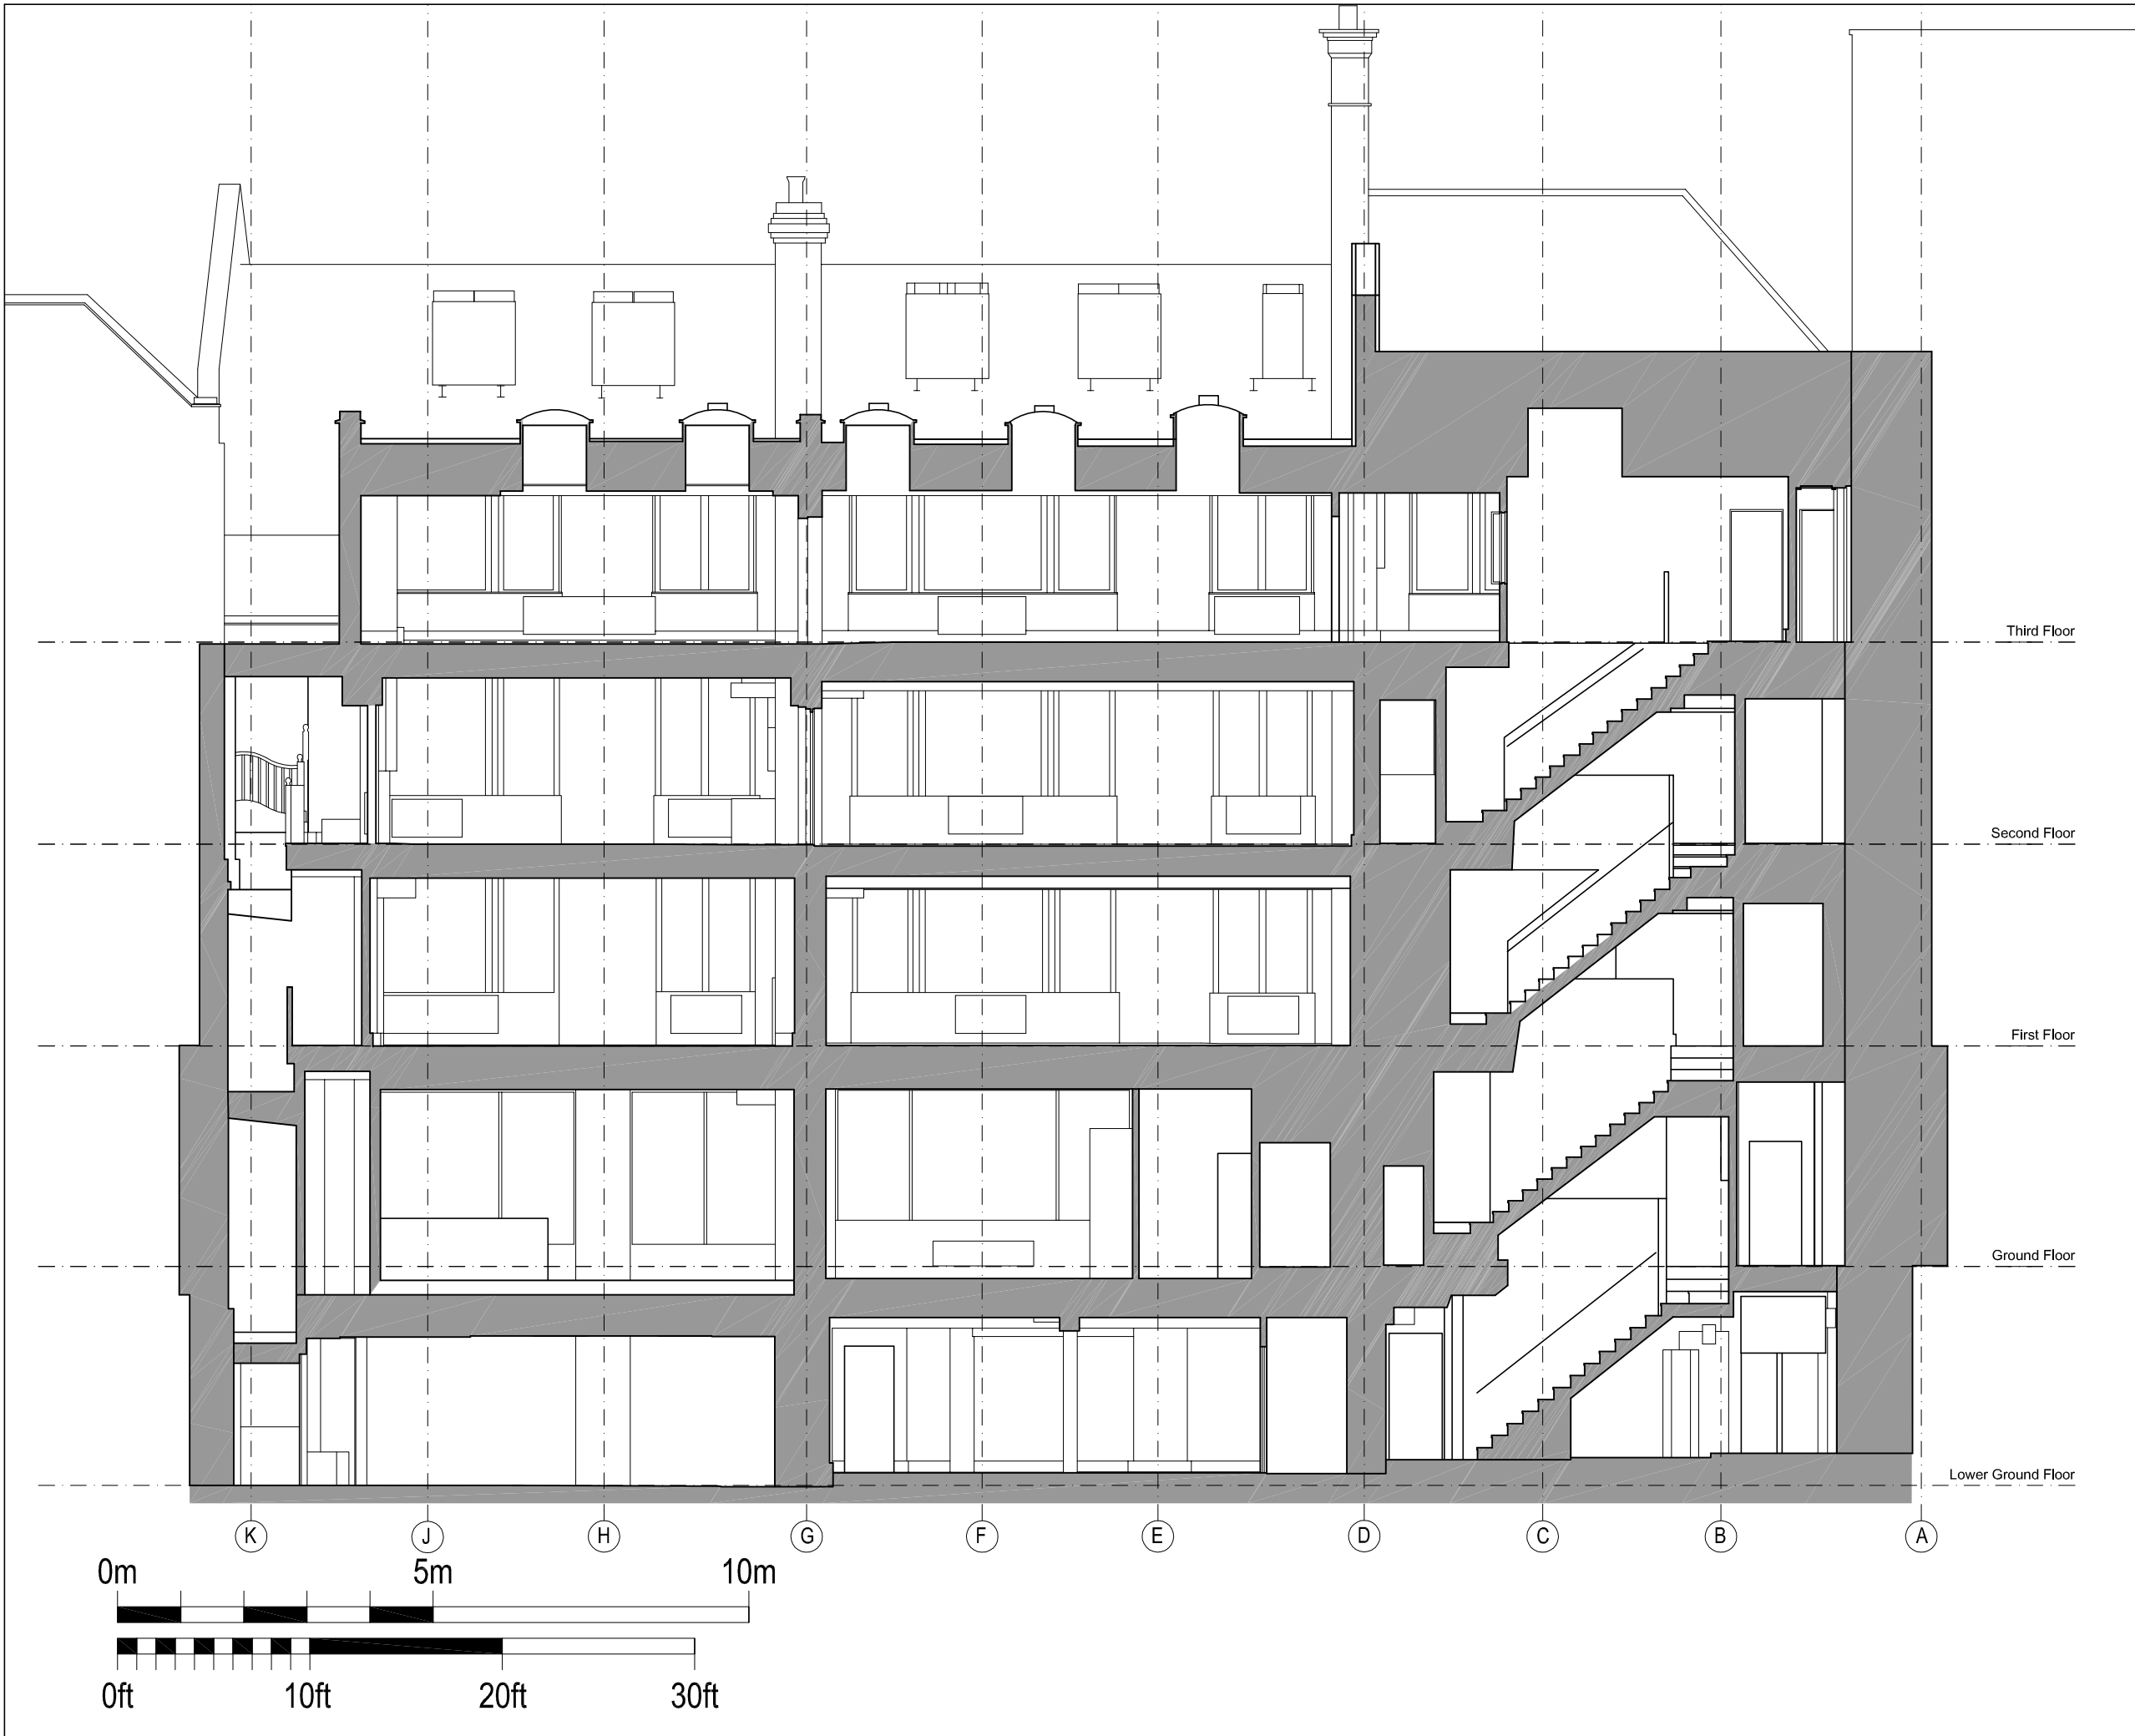 Third Floor
Second Floor
First Floor
Ground Floor
Lower Ground Floor
K J H G F E D C B A
0m 5m 10m
0ft 10ft 20ft 30ft